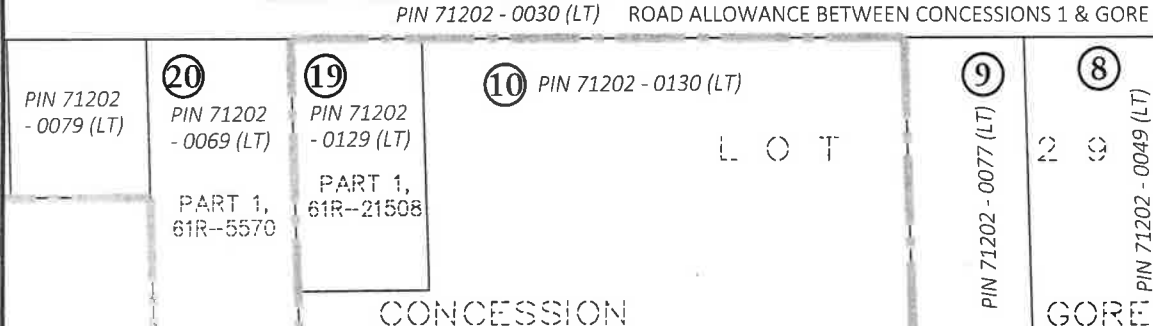 PIN 71202 - 0030 (LT) ROAD ALLOWANCE BETWEEN CONCESSIONS 1 & GORE
PIN 71202
- 0079 (LT)
20
PIN 71202
- 0069 (LT)
PART 1,
61R--5570
19
PIN 71202
- 0129 (LT)
PART 1,
61R--21508
10 PIN 71202 - 0130 (LT)
LOT
9
PIN 71202 - 0077 (LT)
8
29
PIN 71202 - 0049 (LT)
CONCESSION
GORE